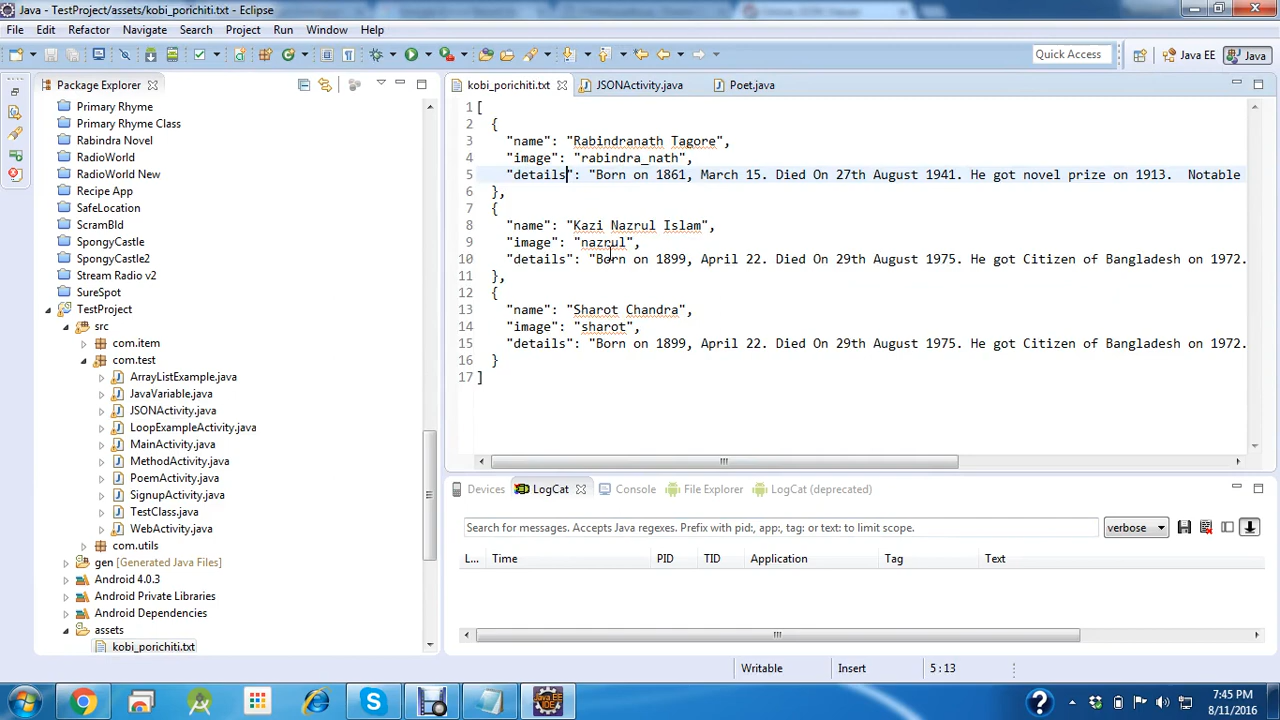 Java - TestProject/assets/kobi_porichiti.txt - Eclipse
File Edit Refactor Navigate Search Project Run Window Help
Quick Access
Java EE
Java
Package Explorer
Primary Rhyme
Primary Rhyme Class
Rabindra Novel
RadioWorld
RadioWorld New
Recipe App
SafeLocation
ScramBld
SpongyCastle
SpongyCastle2
Stream Radio v2
SureSpot
TestProject
src
com.item
com.test
ArrayListExample.java
JavaVariable.java
JSONActivity.java
LoopExampleActivity.java
MainActivity.java
MethodActivity.java
PoemActivity.java
SignupActivity.java
TestClass.java
WebActivity.java
com.utils
gen [Generated Java Files]
Android 4.0.3
Android Private Libraries
Android Dependencies
assets
kobi_porichiti.txt
kobi_porichiti.txt JSONActivity.java Poet.java
1 [
2 {
3 "name": "Rabindranath Tagore",
4 "image": "rabindra_nath",
5 "details": "Born on 1861, March 15. Died On 27th August 1941. He got novel prize on 1913. Notable
6 },
7 {
8 "name": "Kazi Nazrul Islam",
9 "image": "nazrul",
10 "details": "Born on 1899, April 22. Died On 29th August 1975. He got Citizen of Bangladesh on 1972.
11 },
12 {
13 "name": "Sharot Chandra",
14 "image": "sharot",
15 "details": "Born on 1899, April 22. Died On 29th August 1975. He got Citizen of Bangladesh on 1972.
16 }
17 ]
Devices LogCat Console File Explorer LogCat (deprecated)
Search for messages. Accepts Java regexes. Prefix with pid:, app:, tag: or text: to limit scope.
verbose
L... Time PID TID Application Tag Text
Writable Insert 5 : 13
7:45 PM
8/11/2016